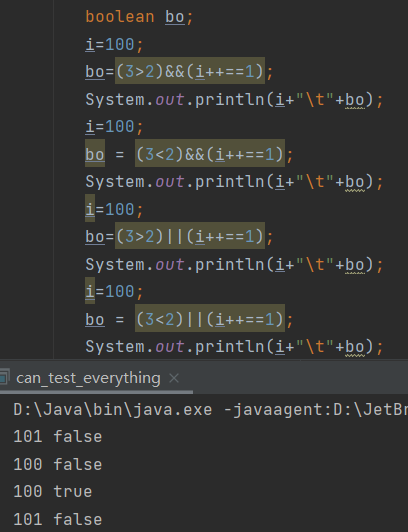 boolean bo;
i=100;
bo=(3>2)&&(i++==1);
System.out.println(i+"\t"+bo);
i=100;
bo = (3<2)&&(i++==1);
System.out.println(i+"\t"+bo);
i=100;
bo=(3>2)||(i++==1);
System.out.println(i+"\t"+bo);
i=100;
bo = (3<2)||(i++==1);
System.out.println(i+"\t"+bo);
can_test_everything ×
D:\Java\bin\java.exe -javaagent:D:\JetBr
101 false
100 false
100 true
101 false